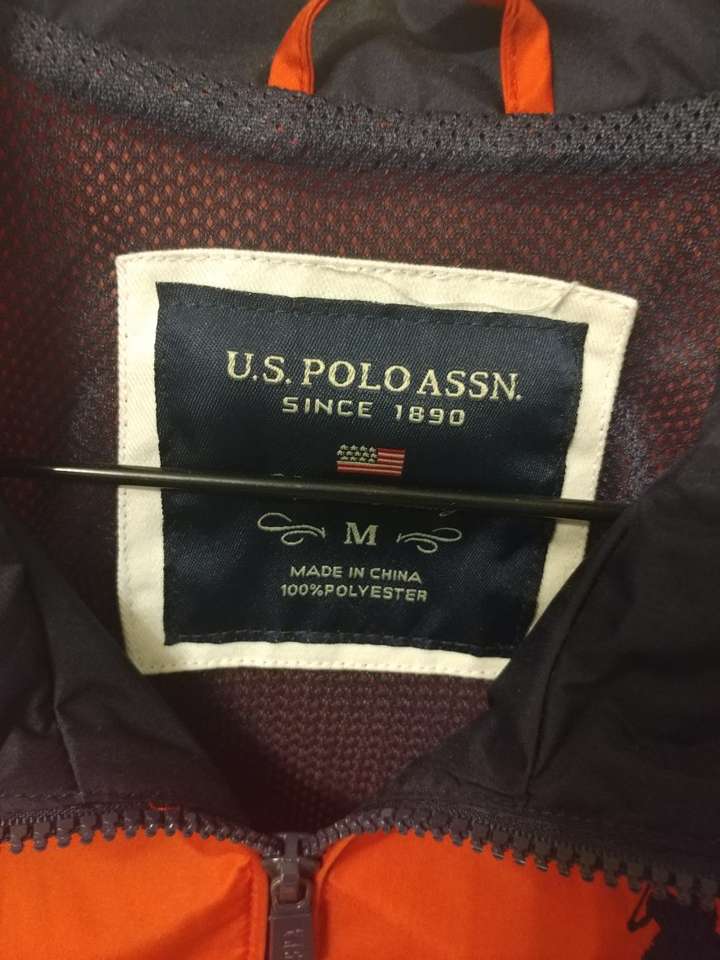 U.S. POLO ASSN.
SINCE 1890
M
MADE IN CHINA
100%POLYESTER